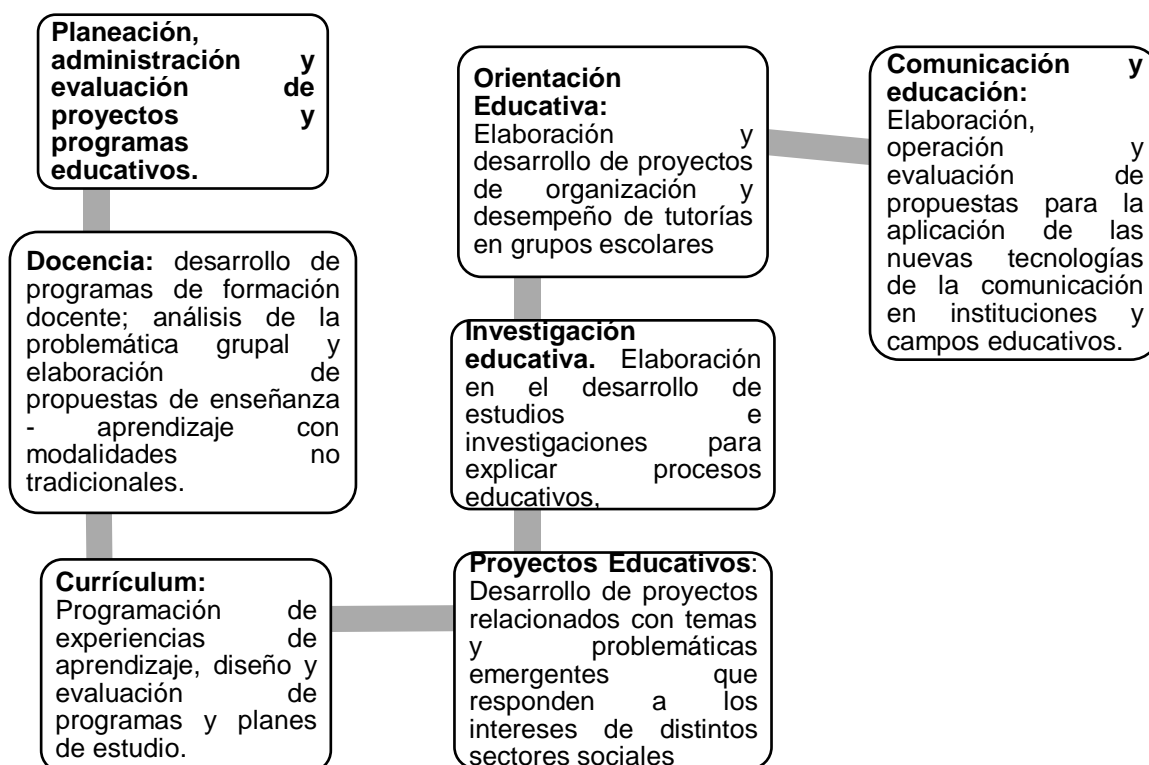 Planeación,
administración y
evaluación de
proyectos y
programas
educativos.
Docencia: desarrollo de
programas de formación
docente; análisis de la
problemática grupal y
elaboración de
propuestas de enseñanza
- aprendizaje con
modalidades no
tradicionales.
Currículum:
Programación de
experiencias de
aprendizaje, diseño y
evaluación de
programas y planes
de estudio.
Proyectos Educativos:
Desarrollo de proyectos
relacionados con temas
y problemáticas
emergentes que
responden a los
intereses de distintos
sectores sociales
Investigación
educativa. Elaboración
en el desarrollo de
estudios e
investigaciones para
explicar procesos
educativos,
Orientación
Educativa:
Elaboración y
desarrollo de proyectos
de organización y
desempeño de tutorías
en grupos escolares
Comunicación y
educación:
Elaboración,
operación y
evaluación de
propuestas para la
aplicación de las
nuevas tecnologías
de la comunicación
en instituciones y
campos educativos.